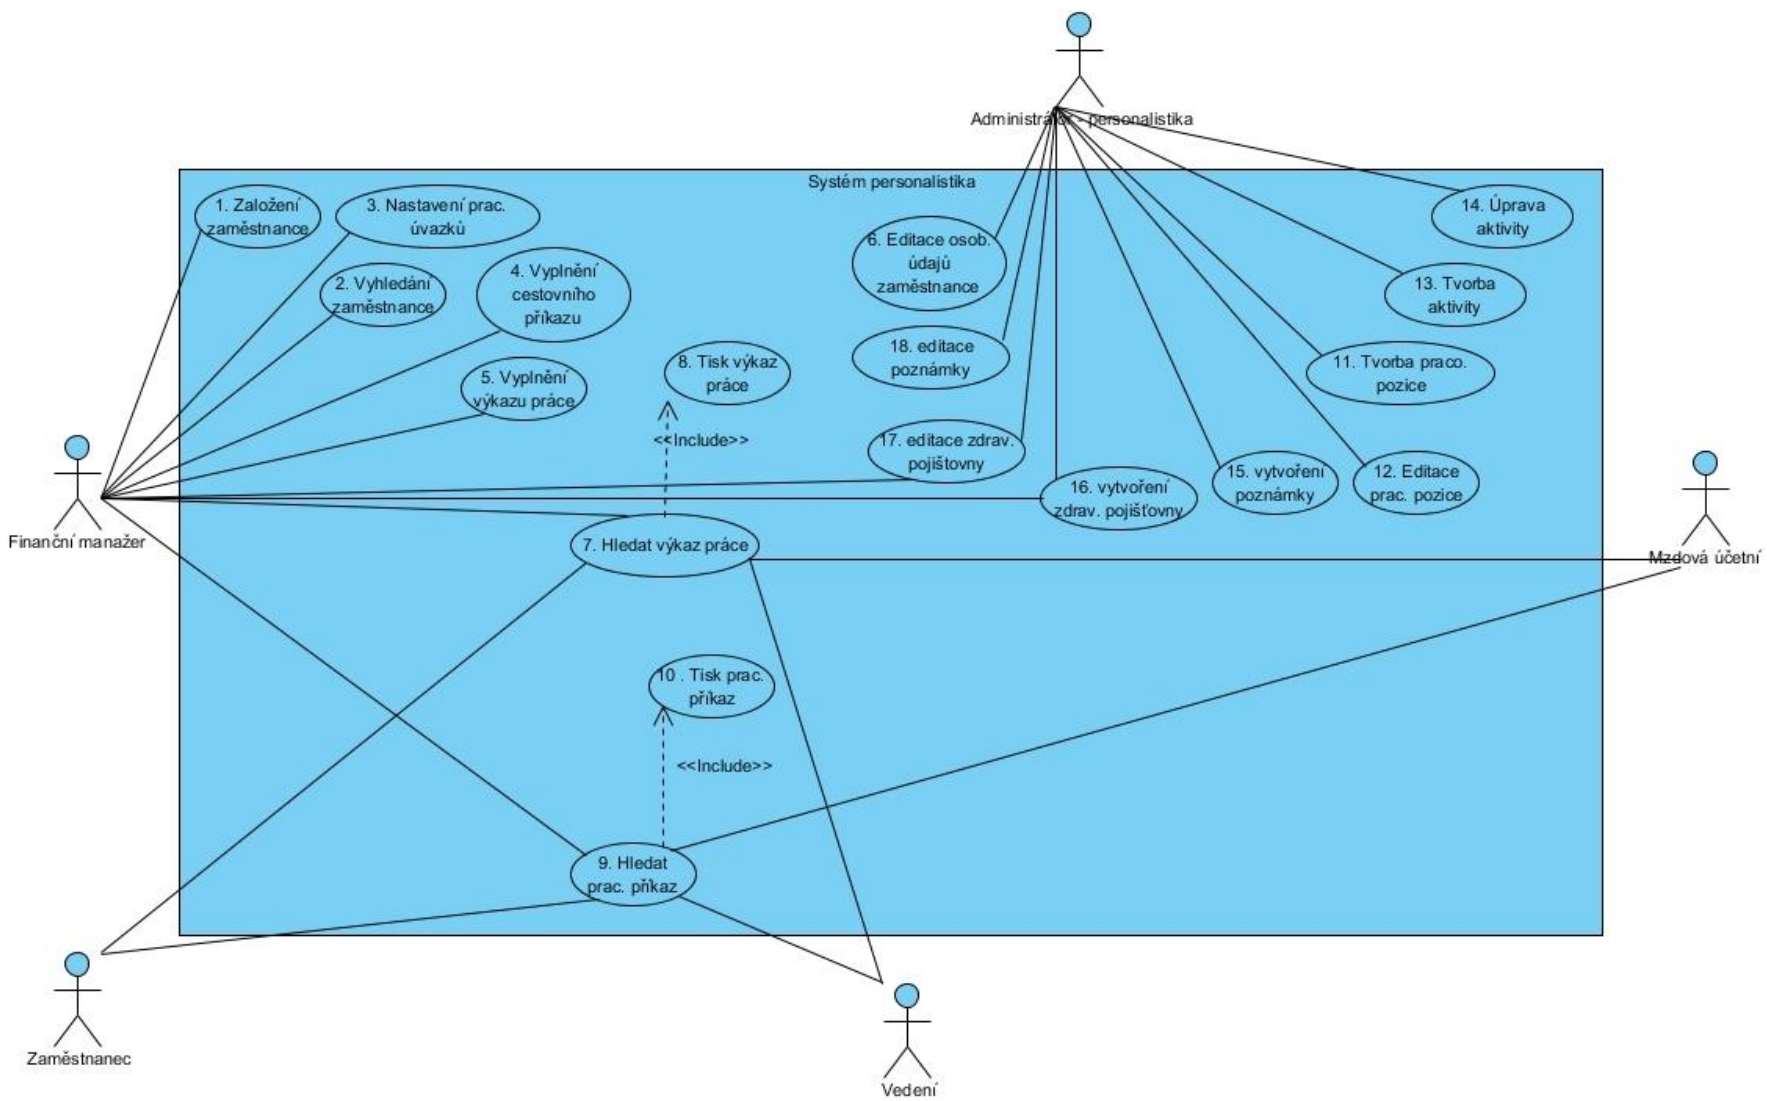 Administrátor - personalistika
Systém personalistika
1. Založení
zaměstnance
3. Nastavení prac.
úvazků
14. Úprava
aktivity
6. Editace osob.
údajů
zaměstnance
2. Vyhledání
zaměstnance
4. Vyplnění
cestovního
příkazu
13. Tvorba
aktivity
18. editace
poznámky
8. Tisk výkaz
práce
11. Tvorba praco.
pozice
5. Vyplnění
výkazu práce
<<Include>>
17. editace zdrav.
pojištovny
16. vytvoření
zdrav. pojišťovny
15. vytvoření
poznámky
12. Editace
prac. pozice
Finanční manažer
7. Hledat výkaz práce
Mzdová účetní
10 . Tisk prac.
příkaz
<<Include>>
9. Hledat
prac. příkaz
Zaměstnanec
Vedení